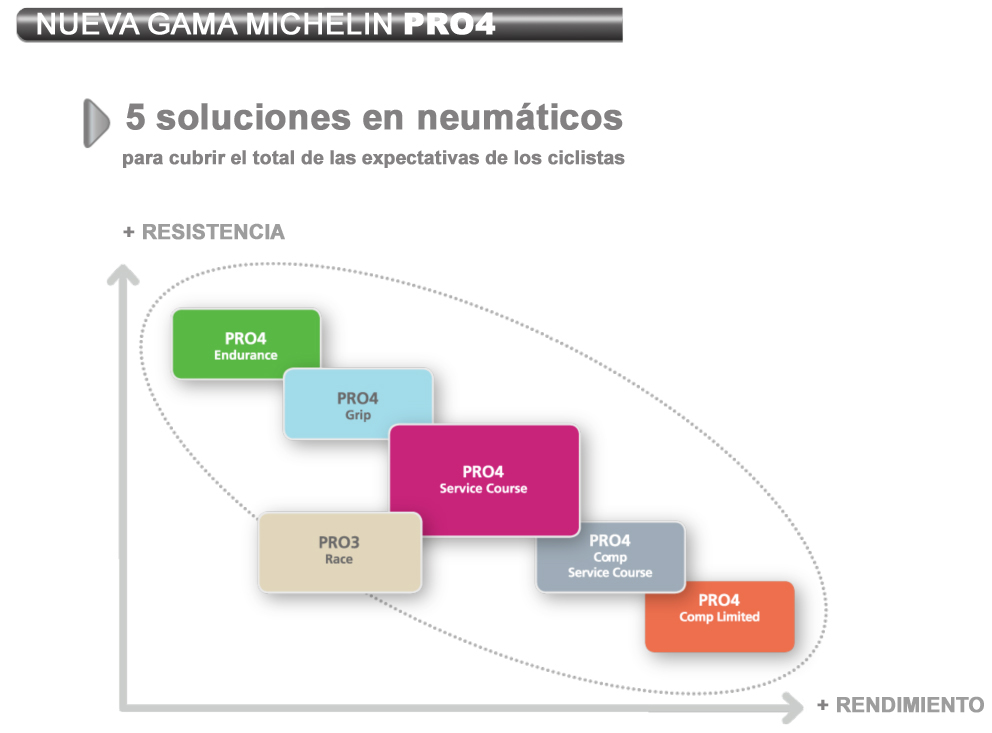 NUEVA GAMA MICHELIN PRO4
5 soluciones en neumáticos
para cubrir el total de las expectativas de los ciclistas
+ RESISTENCIA
PRO4
Endurance
PRO4
Grip
PRO4
Service Course
PRO3
Race
PRO4
Comp
Service Course
PRO4
Comp Limited
+ RENDIMIENTO